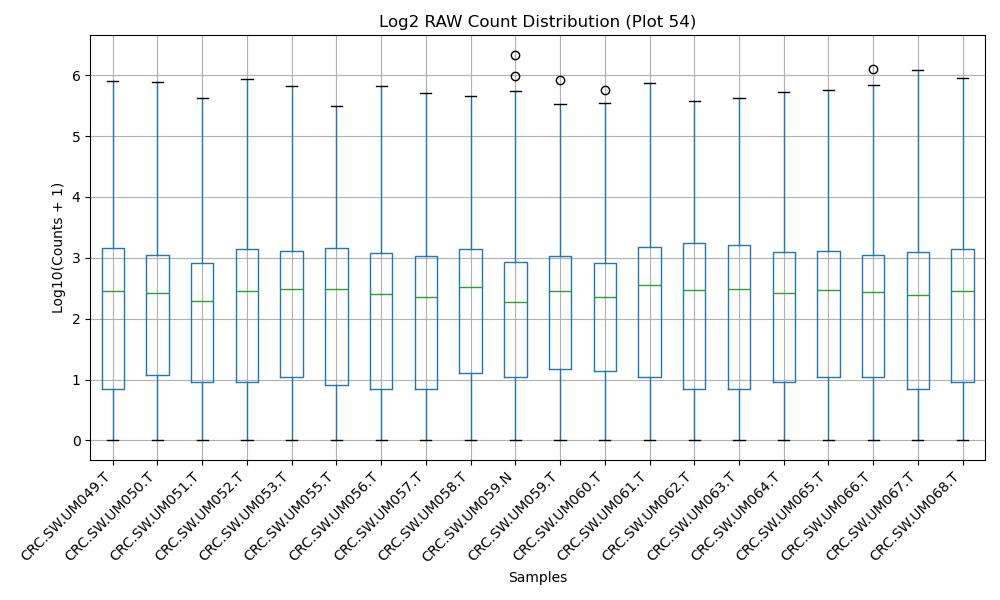 Log2 RAW Count Distribution (Plot 54)
Log10(Counts + 1)
6
5
4
3
2
1
0
CRC.SW.UM049.T
CRC.SW.UM050.T
CRC.SW.UM051.T
CRC.SW.UM052.T
CRC.SW.UM053.T
CRC.SW.UM055.T
CRC.SW.UM056.T
CRC.SW.UM057.T
CRC.SW.UM058.T
CRC.SW.UM059.N
CRC.SW.UM059.T
CRC.SW.UM060.T
CRC.SW.UM061.T
CRC.SW.UM062.T
CRC.SW.UM063.T
CRC.SW.UM064.T
CRC.SW.UM065.T
CRC.SW.UM066.T
CRC.SW.UM067.T
CRC.SW.UM068.T
Samples